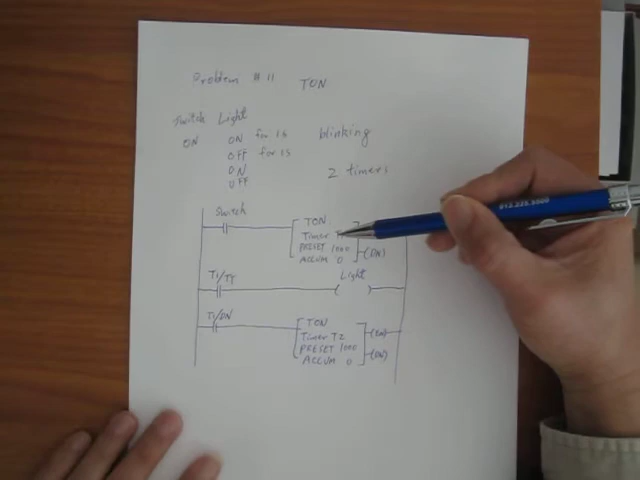 Problem # 11 TON
Switch Light
ON ON for 1s blinking
OFF for 1s
ON
OFF 2 timers
Switch
TON
Timer
PRESET 1000
ACCUM 0 (DN)
T1/TT Light
T1/DN
TON
Timer T2 (EN)
PRESET 1000
ACCUM 0 (DN)